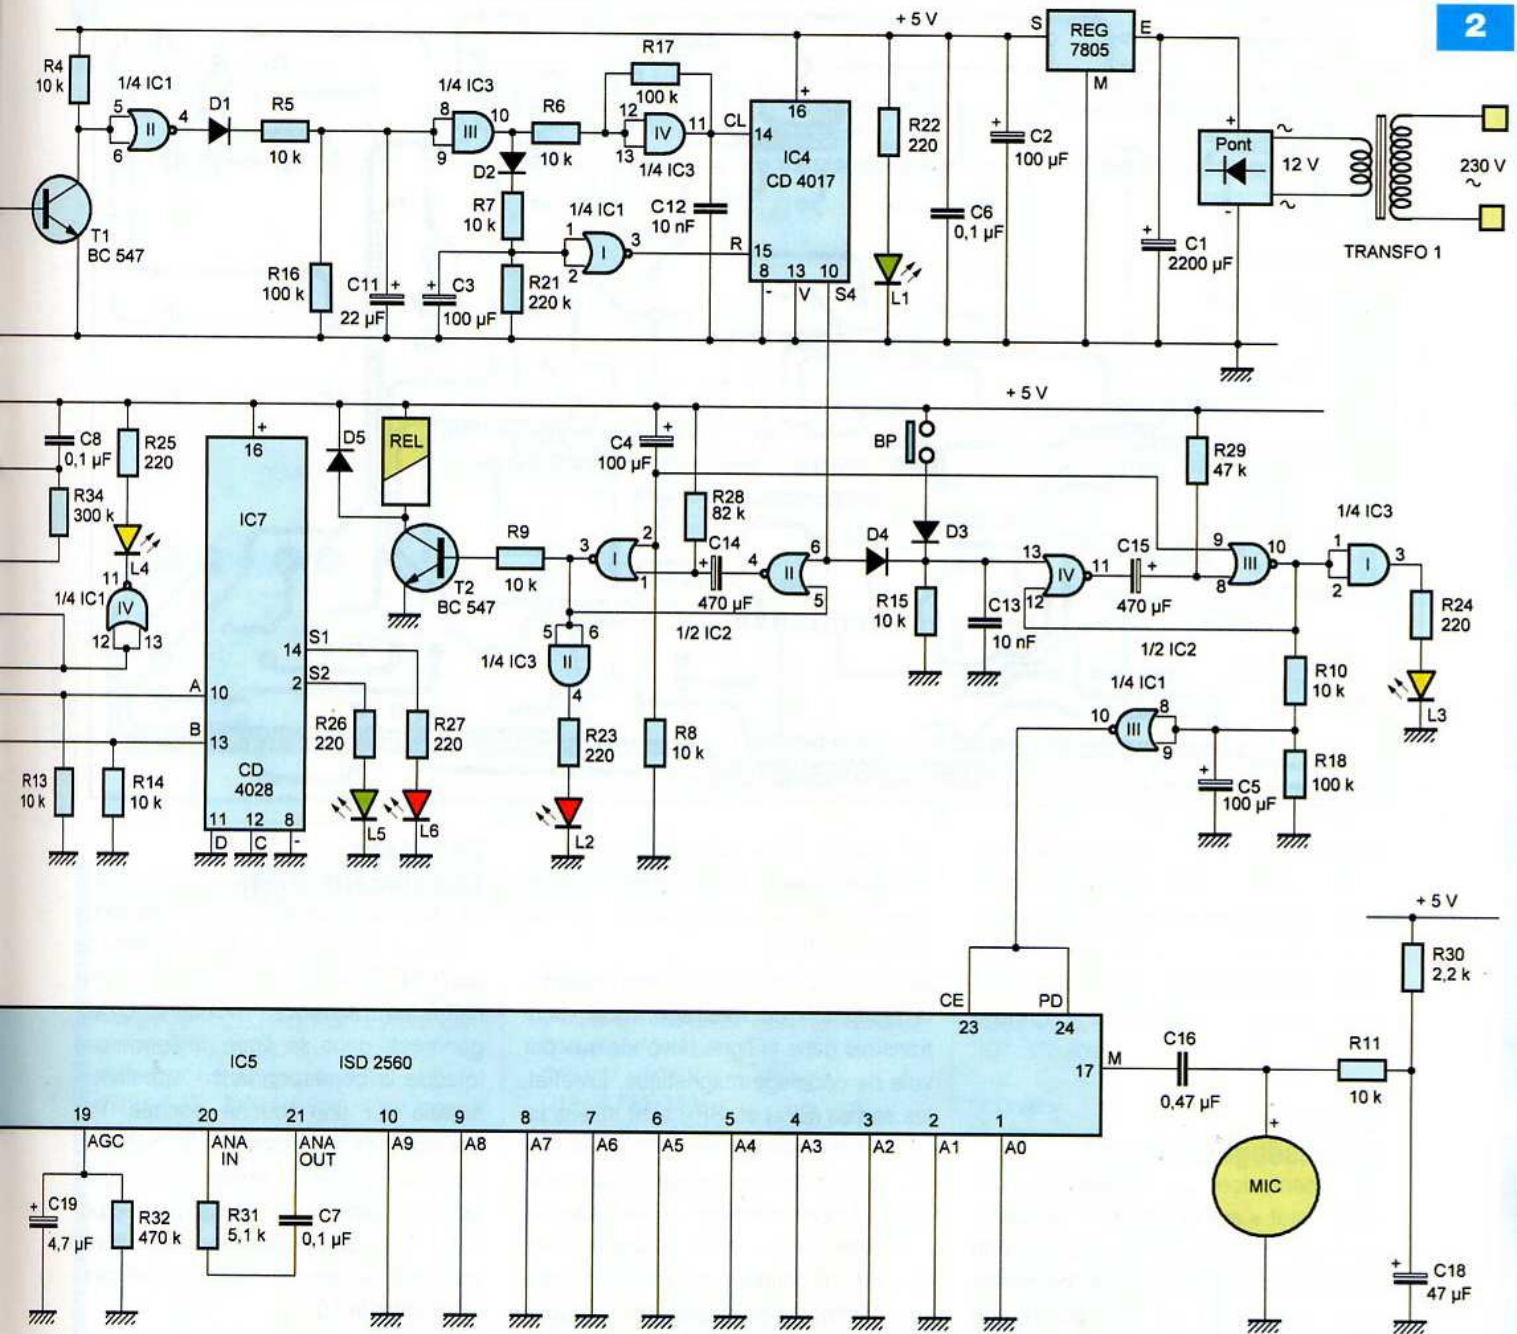 2
+ 5 V
S
REG
7805
E
M
R4
10 k
1/4 IC1
5
6
II
4
D1
R5
10 k
1/4 IC3
8
9
III
10
R6
10 k
R17
100 k
12
13
IV
11
1/4 IC3
CL
14
+
16
IC4
CD 4017
R22
220
C2
100 µF
+
+
Pont
-
~
12 V
~
230 V
~
TRANSFO 1
T1
BC 547
D2
R7
10 k
1/4 IC1
1
2
I
3
C12
10 nF
R
15
8
13
10
-
V
S4
C6
0,1 µF
L1
+
C1
2200 µF
R16
100 k
C11
+
22 µF
+
C3
100 µF
R21
220 k
+ 5 V
C8
0,1 µF
R25
220
+
16
D5
REL
C4
+
100 µF
BP
R29
47 k
R34
300 k
IC7
R28
82 k
1/4 IC3
L4
11
1/4 IC1
IV
12
13
T2
BC 547
R9
10 k
3
I
2
1
+
C14
470 µF
4
II
6
5
D4
D3
13
12
IV
11
C15
+
470 µF
9
8
III
10
1
2
I
3
R15
10 k
C13
10 nF
R24
220
S1
14
S2
2
1/4 IC3
5
6
II
4
1/2 IC2
1/2 IC2
1/4 IC1
R10
10 k
L3
A
10
B
13
R26
220
R27
220
R23
220
R8
10 k
10
III
8
9
R13
10 k
R14
10 k
CD
4028
11
12
8
D
C
-
L5
L6
L2
+
C5
100 µF
R18
100 k
+ 5 V
R30
2,2 k
CE
PD
23
24
IC5
ISD 2560
17
M
C16
0,47 µF
R11
10 k
19
20
21
10
9
8
7
6
5
4
3
2
1
AGC
ANA
IN
ANA
OUT
A9
A8
A7
A6
A5
A4
A3
A2
A1
A0
+
MIC
+
C19
4,7 µF
R32
470 k
R31
5,1 k
C7
0,1 µF
+
C18
47 µF